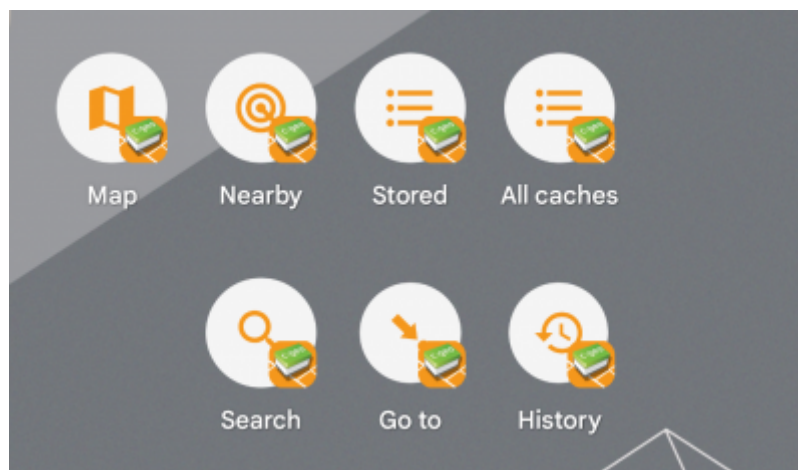 Map
Nearby
Stored
All caches
Search
Go to
History